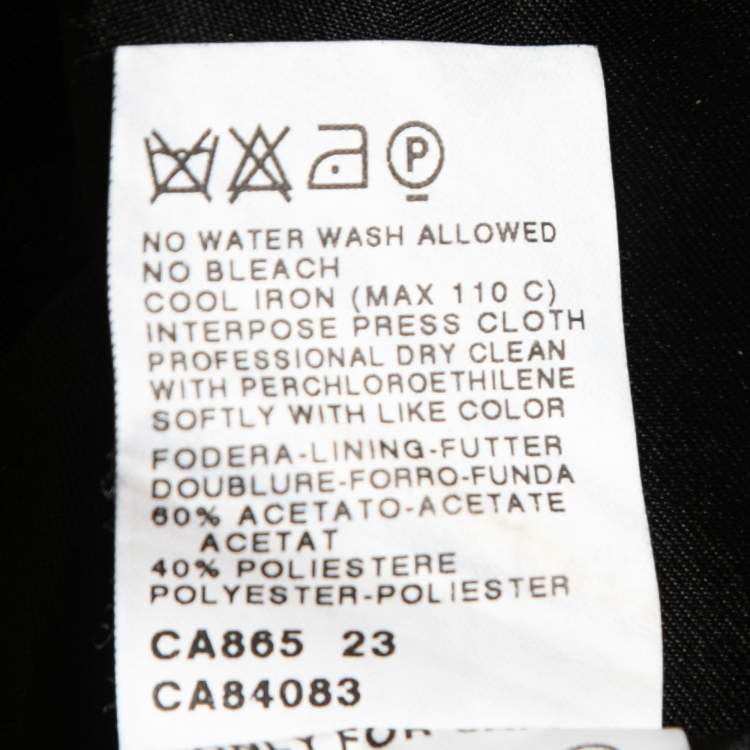 P
NO WATER WASH ALLOWED
NO BLEACH
COOL IRON (MAX 110 C)
INTERPOSE PRESS CLOTH
PROFESSIONAL DRY CLEAN
WITH PERCHLOROETHILENE
SOFTLY WITH LIKE COLOR
FODERA-LINING-FUTTER
DOUBLURE-FORRO-FUNDA
60% ACETATO-ACETATE
ACETAT
40% POLIESTERE
POLYESTER-POLIESTER
CA865 23
CA84083
FOR